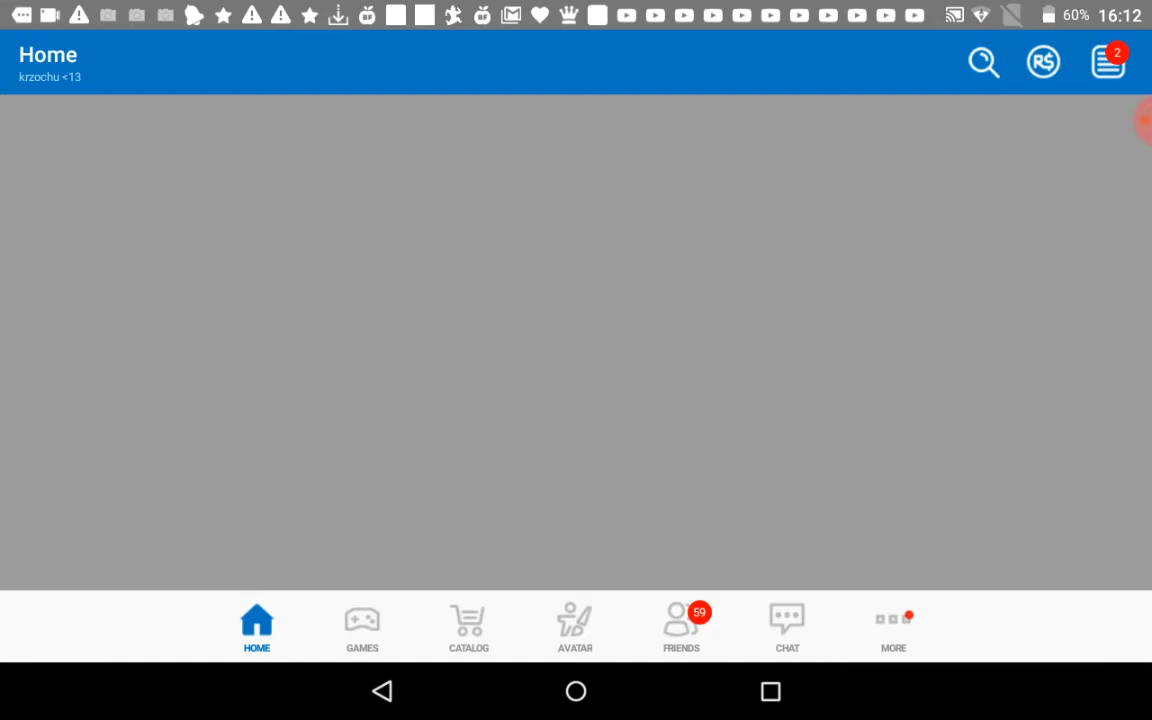 60% 16:12
Home
krzochu <13
R$
2
HOME
GAMES
CATALOG
AVATAR
59
FRIENDS
CHAT
MORE